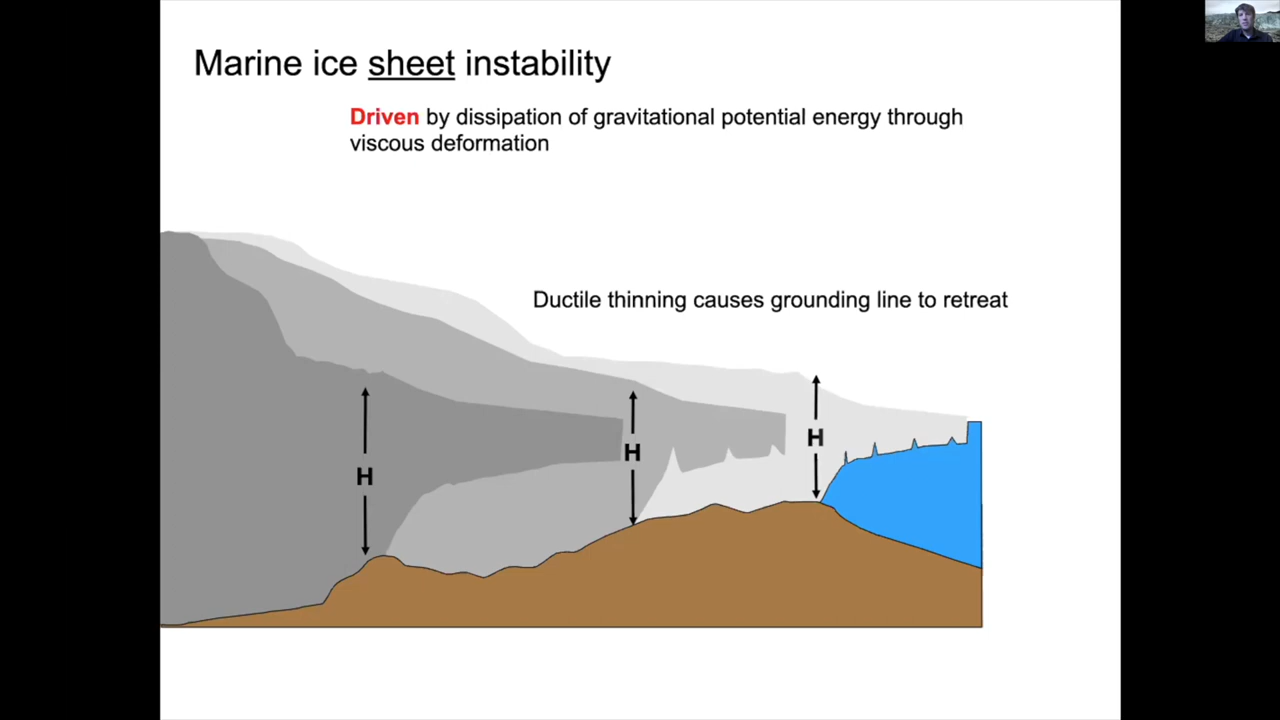 Marine ice sheet instability
Driven by dissipation of gravitational potential energy through
viscous deformation
Ductile thinning causes grounding line to retreat
H
H
H